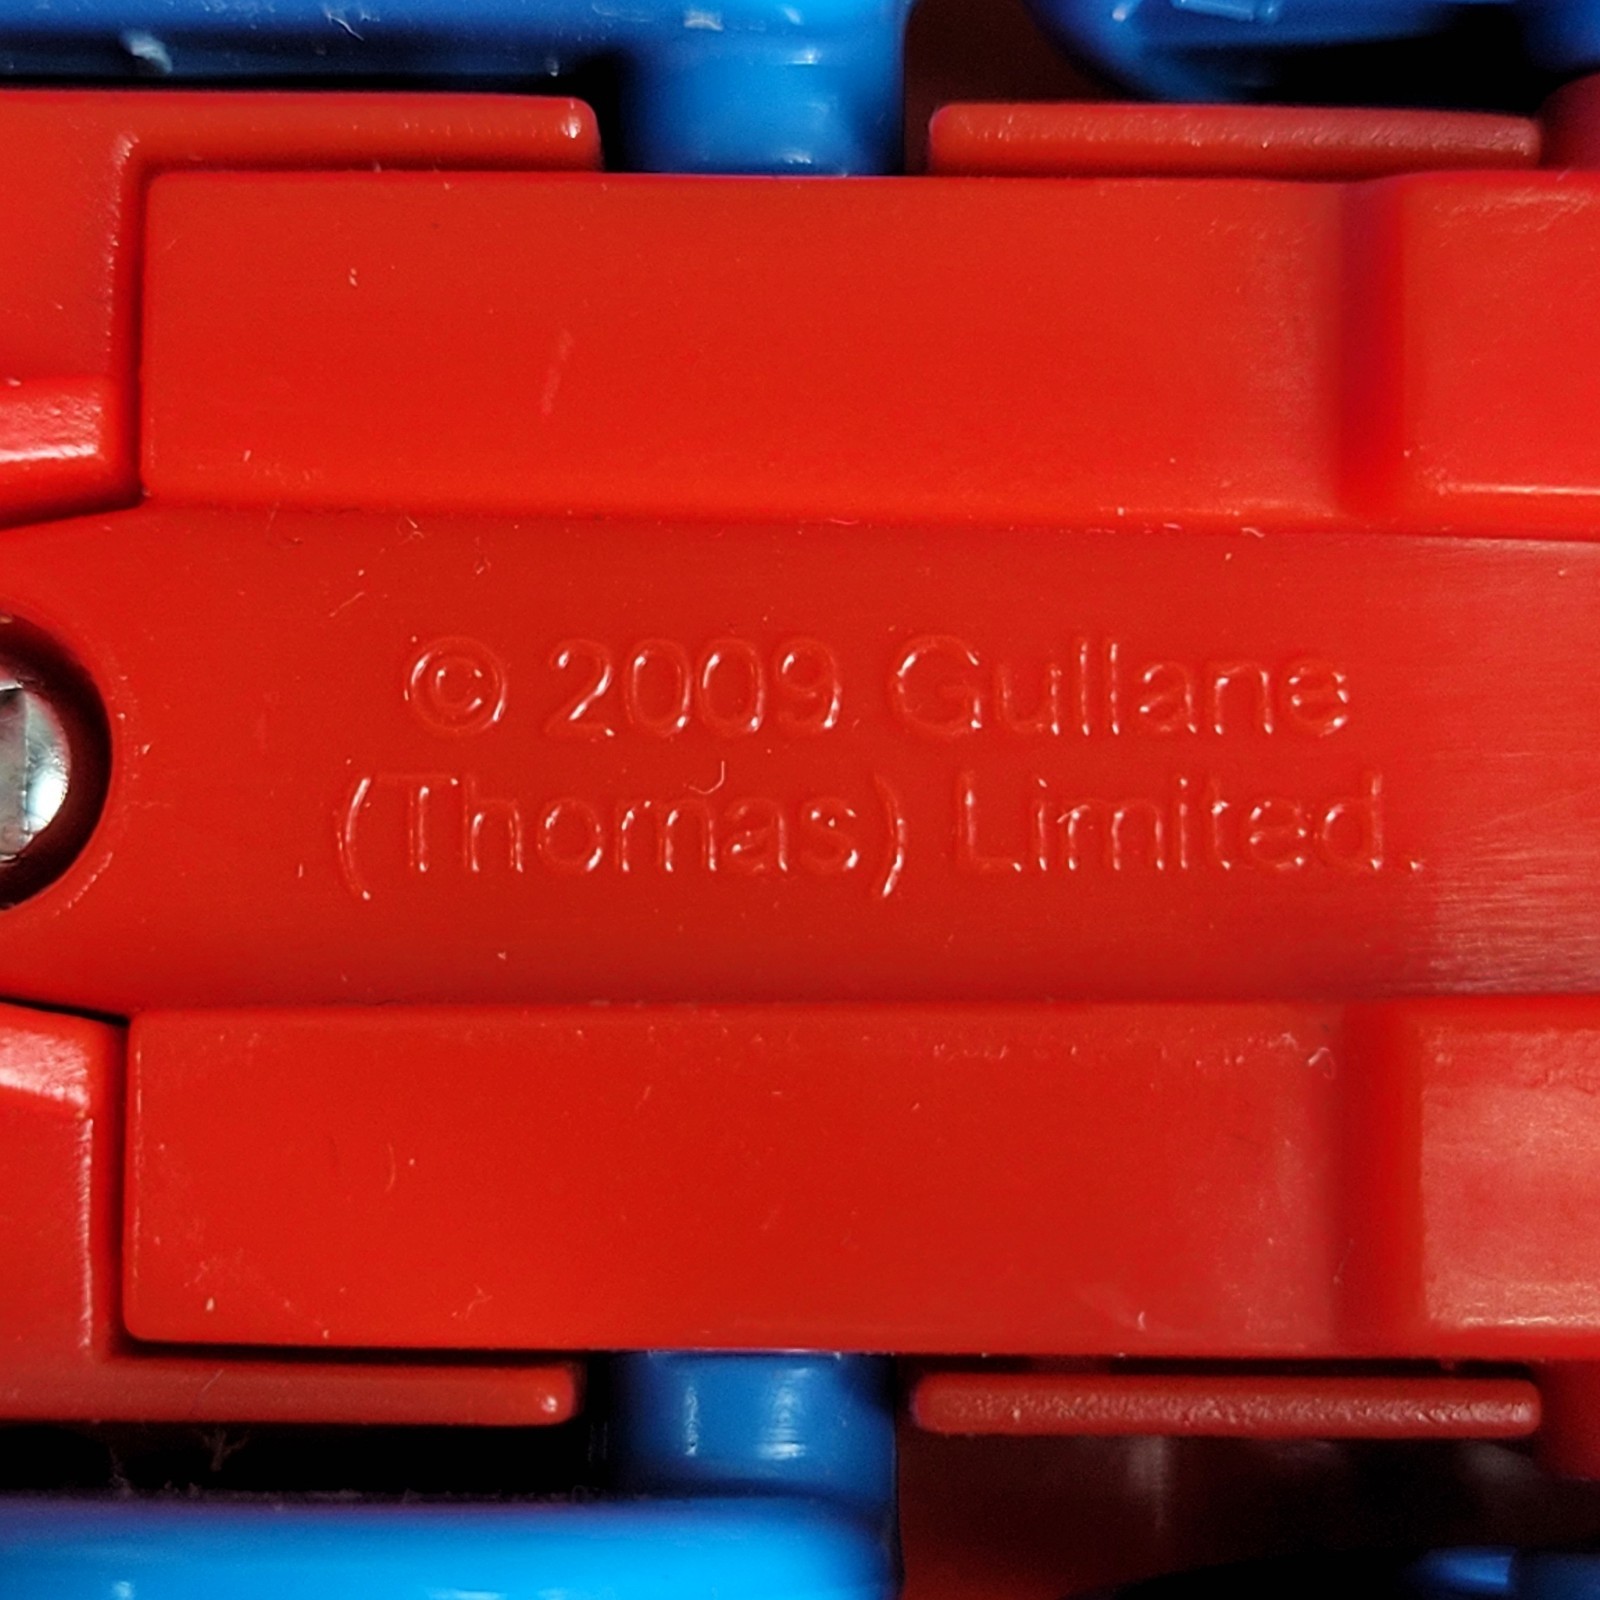 © 2009 Gullane
(Thomas) Limited.